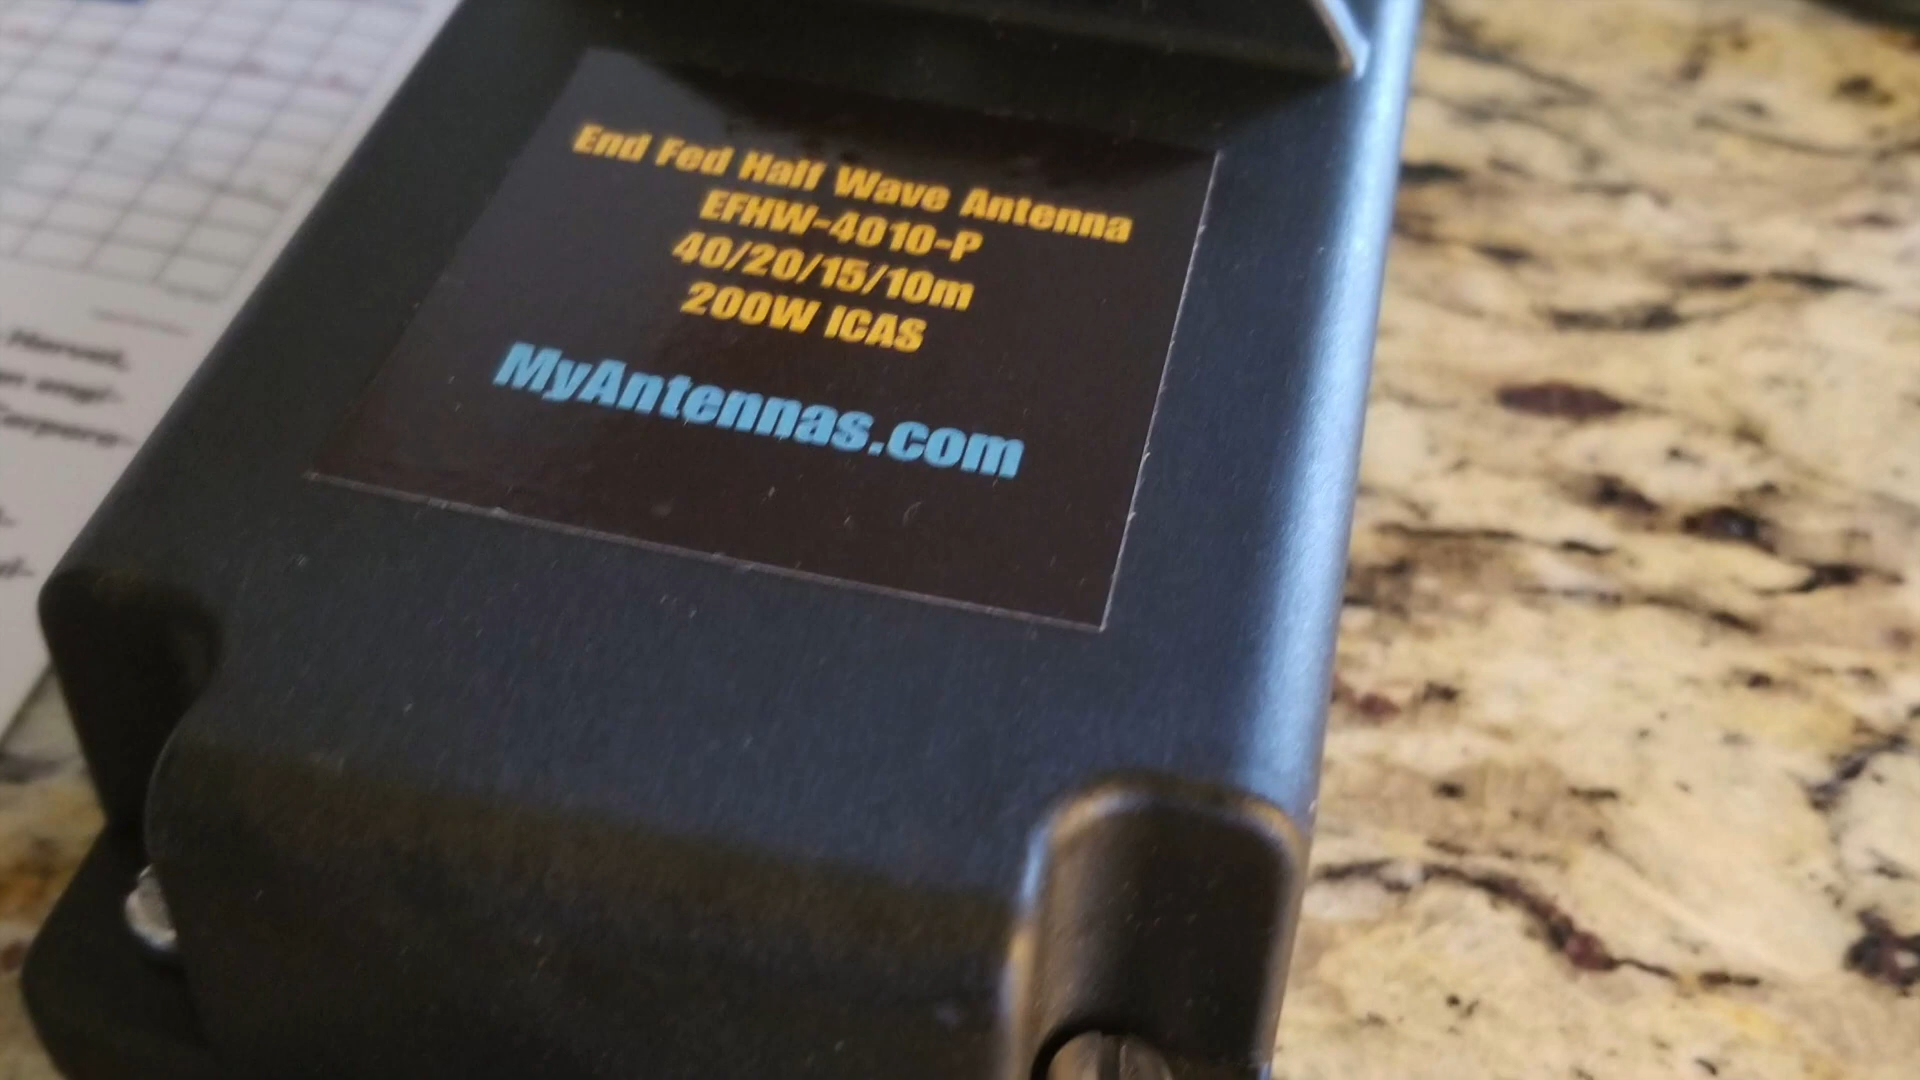 End Fed Half Wave Antenna
EFHW-4010-P
40/20/15/10m
200W ICAS
MyAntennas.com